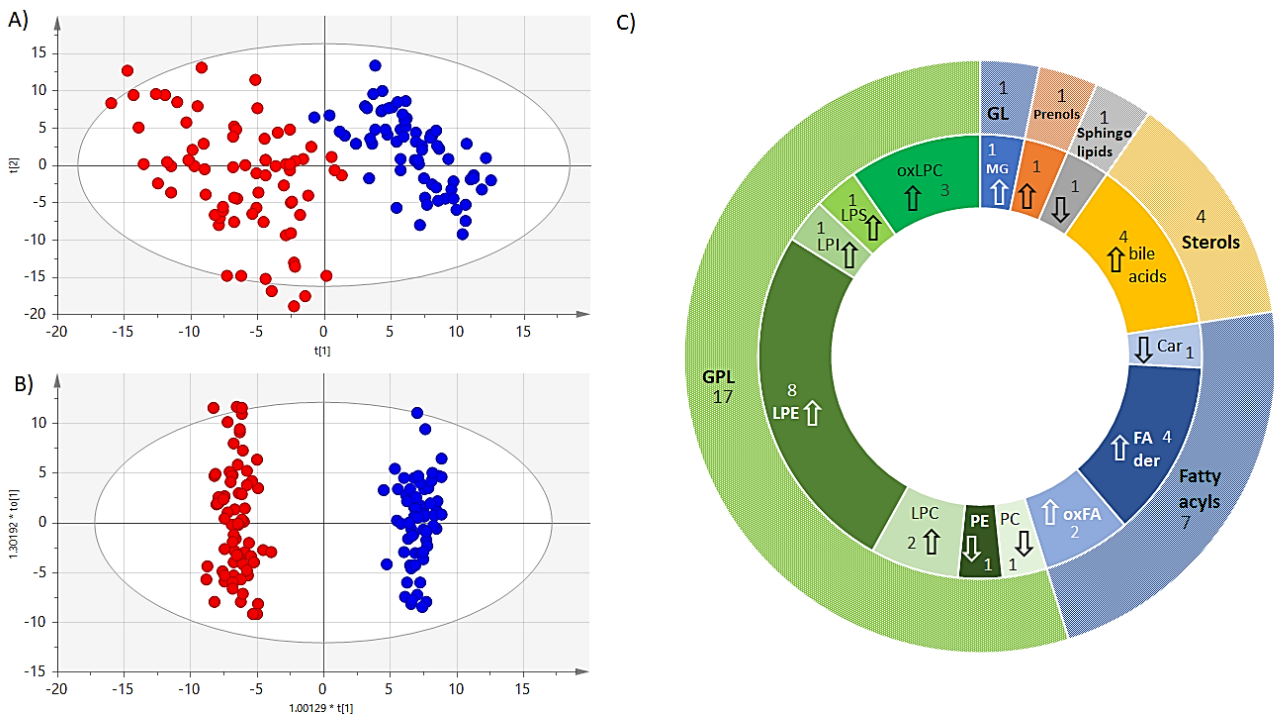 A)
15
10
5
0
-5
-10
-15
-20
t[2]
-20
-15
-10
-5
0
5
10
15
t[1]
B)
10
5
0
-5
-10
-15
1.30192 * to[1]
-20
-15
-10
-5
0
5
10
15
1.00129 * t[1]
C)
1
GL
1
Prenols
1
Sphingo
lipids
4
Sterols
Fatty
acyls
7
GPL
17
1
MG
1
1
4
bile
acids
Car 1
FA 4
der
oxFA
2
PC
1
PE
1
LPC
2
8
LPE
1
LPI
1
LPS
oxLPC
3